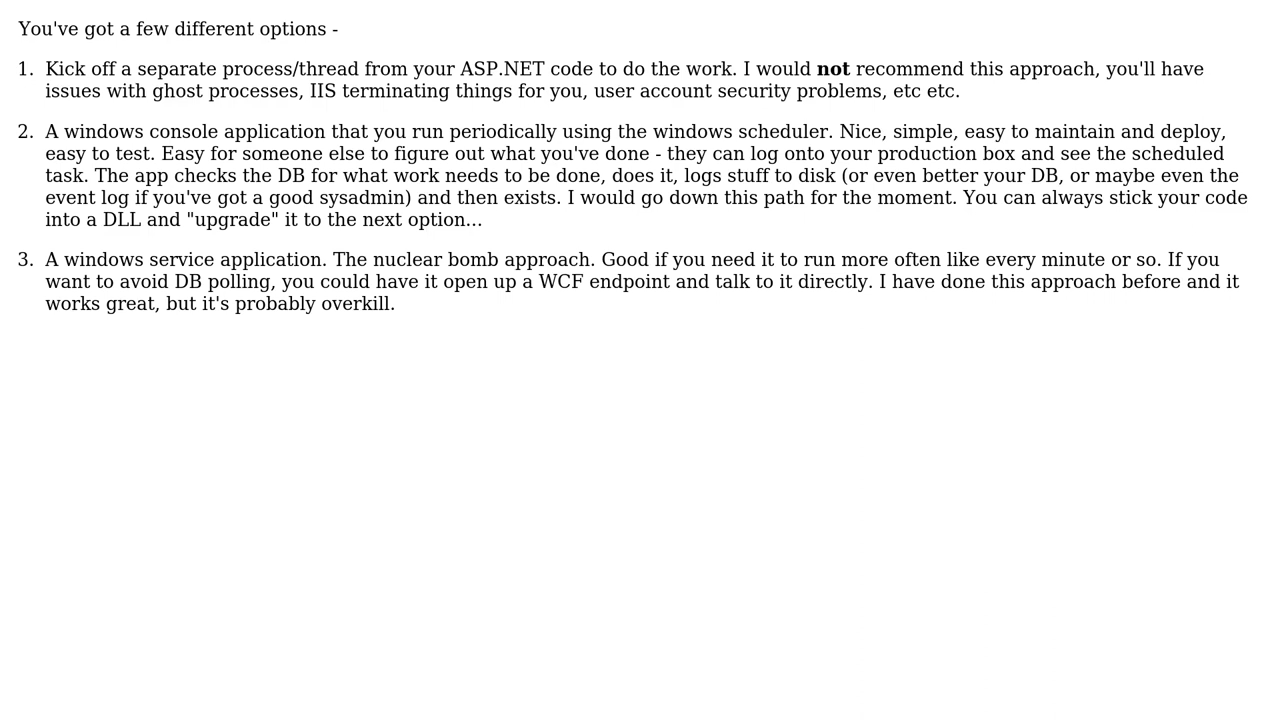 You've got a few different options -
1. Kick off a separate process/thread from your ASP.NET code to do the work. I would not recommend this approach, you'll have
issues with ghost processes, IIS terminating things for you, user account security problems, etc etc.
2. A windows console application that you run periodically using the windows scheduler. Nice, simple, easy to maintain and deploy,
easy to test. Easy for someone else to figure out what you've done - they can log onto your production box and see the scheduled
task. The app checks the DB for what work needs to be done, does it, logs stuff to disk (or even better your DB, or maybe even the
event log if you've got a good sysadmin) and then exists. I would go down this path for the moment. You can always stick your code
into a DLL and "upgrade" it to the next option...
3. A windows service application. The nuclear bomb approach. Good if you need it to run more often like every minute or so. If you
want to avoid DB polling, you could have it open up a WCF endpoint and talk to it directly. I have done this approach before and it
works great, but it's probably overkill.